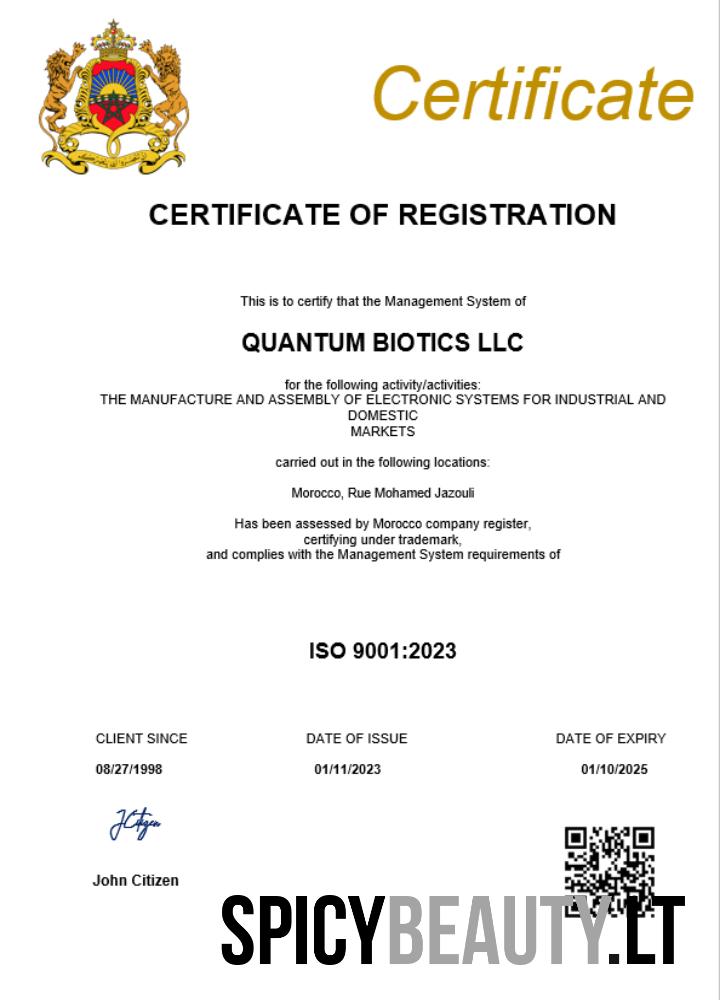 Certificate
CERTIFICATE OF REGISTRATION
This is to certify that the Management System of
QUANTUM BIOTICS LLC
for the following activity/activities:
THE MANUFACTURE AND ASSEMBLY OF ELECTRONIC SYSTEMS FOR INDUSTRIAL AND
DOMESTIC
MARKETS
carried out in the following locations:
Morocco, Rue Mohamed Jazouli
Has been assessed by Morocco company register,
certifying under trademark,
and complies with the Management System requirements of
ISO 9001:2023
CLIENT SINCE DATE OF ISSUE DATE OF EXPIRY
08/27/1998 01/11/2023 01/10/2025
JCitizen
John Citizen
SPICYBEAUTY.LT